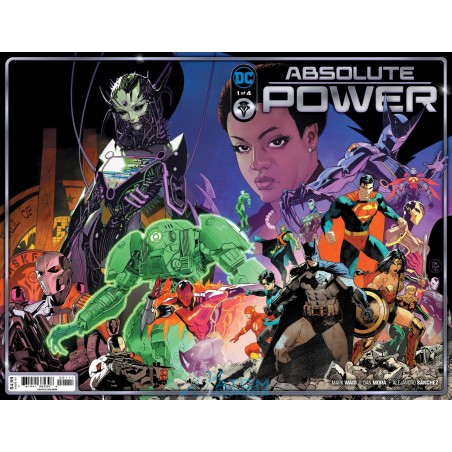 DC
1 of 4
ABSOLUTE
POWER
MARK WAID • DAN MORA • ALEJANDRO SÁNCHEZ